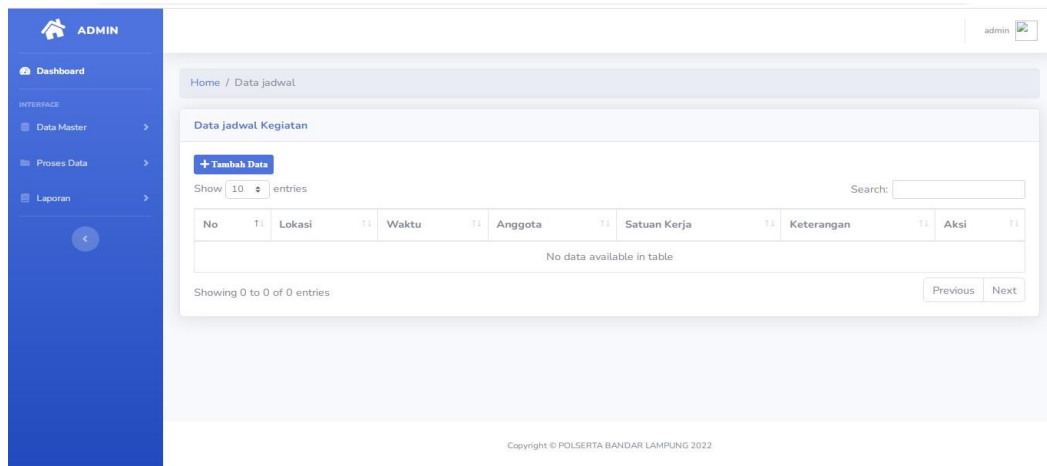 ADMIN
admin
Dashboard
INTERFACE
Data Master
Proses Data
Laporan
Home / Data jadwal
Data jadwal Kegiatan
+ Tambah Data
Show 10 entries
Search:
No Lokasi Waktu Anggota Satuan Kerja Keterangan Aksi
No data available in table
Showing 0 to 0 of 0 entries
Previous Next
Copyright © POLSERTA BANDAR LAMPUNG 2022